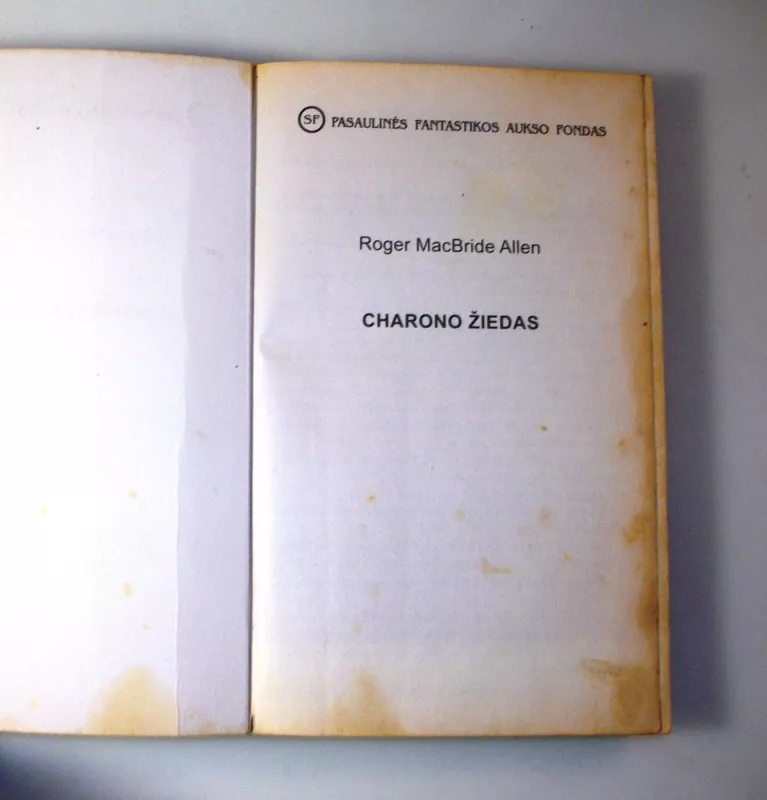 SF PASAULINĖS FANTASTIKOS AUKSO FONDAS
Roger MacBride Allen
CHARONO ŽIEDAS